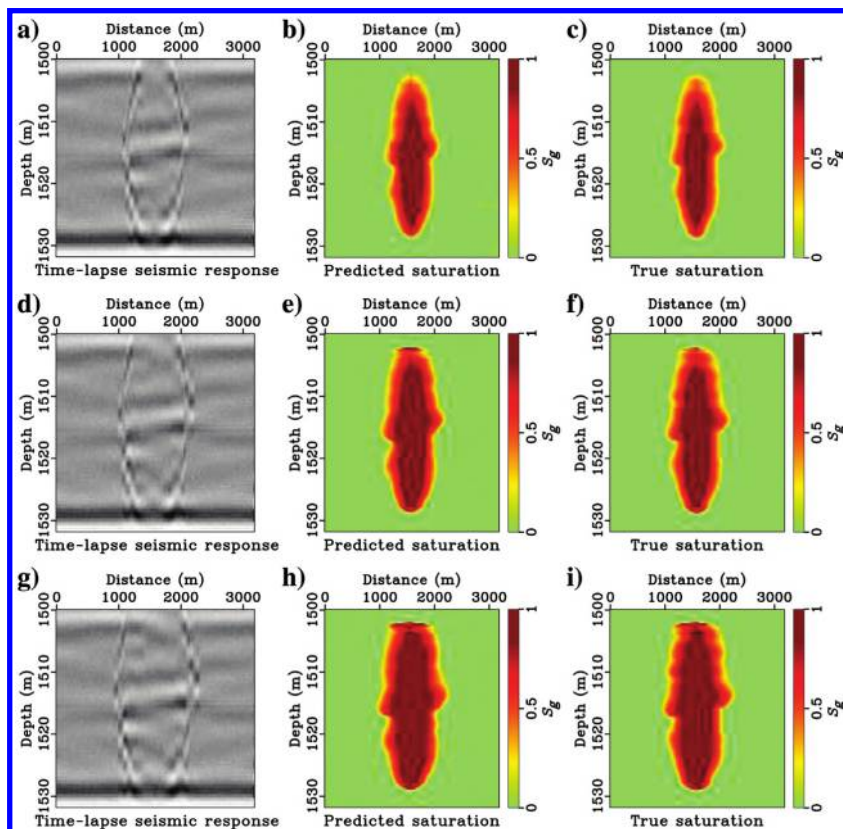 a) Distance (m) b) Distance (m) c) Distance (m)
0 1000 2000 3000 0 1000 2000 3000 0 1000 2000 3000
Depth (m) 1500 1510 1520 1530 Depth (m) 1500 1510 1520 1530 Sg 0 0.5 1 Depth (m) 1500 1510 1520 1530 Sg 0 0.5 1
Time-lapse seismic response Predicted saturation True saturation
d) Distance (m) e) Distance (m) f) Distance (m)
0 1000 2000 3000 0 1000 2000 3000 0 1000 2000 3000
Depth (m) 1500 1510 1520 1530 Depth (m) 1500 1510 1520 1530 Sg 0 0.5 1 Depth (m) 1500 1510 1520 1530 Sg 0 0.5 1
Time-lapse seismic response Predicted saturation True saturation
g) Distance (m) h) Distance (m) i) Distance (m)
0 1000 2000 3000 0 1000 2000 3000 0 1000 2000 3000
Depth (m) 1500 1510 1520 1530 Depth (m) 1500 1510 1520 1530 Sg 0 0.5 1 Depth (m) 1500 1510 1520 1530 Sg 0 0.5 1
Time-lapse seismic response Predicted saturation True saturation